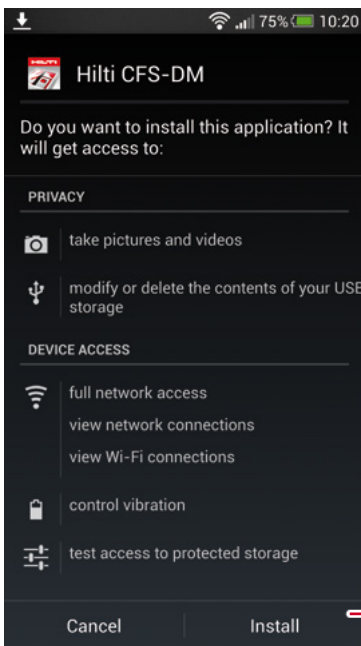 75% 10:20
HILTI
Hilti CFS-DM
Do you want to install this application? It
will get access to:
PRIVACY
take pictures and videos
modify or delete the contents of your USB
storage
DEVICE ACCESS
full network access
view network connections
view Wi-Fi connections
control vibration
test access to protected storage
Cancel Install